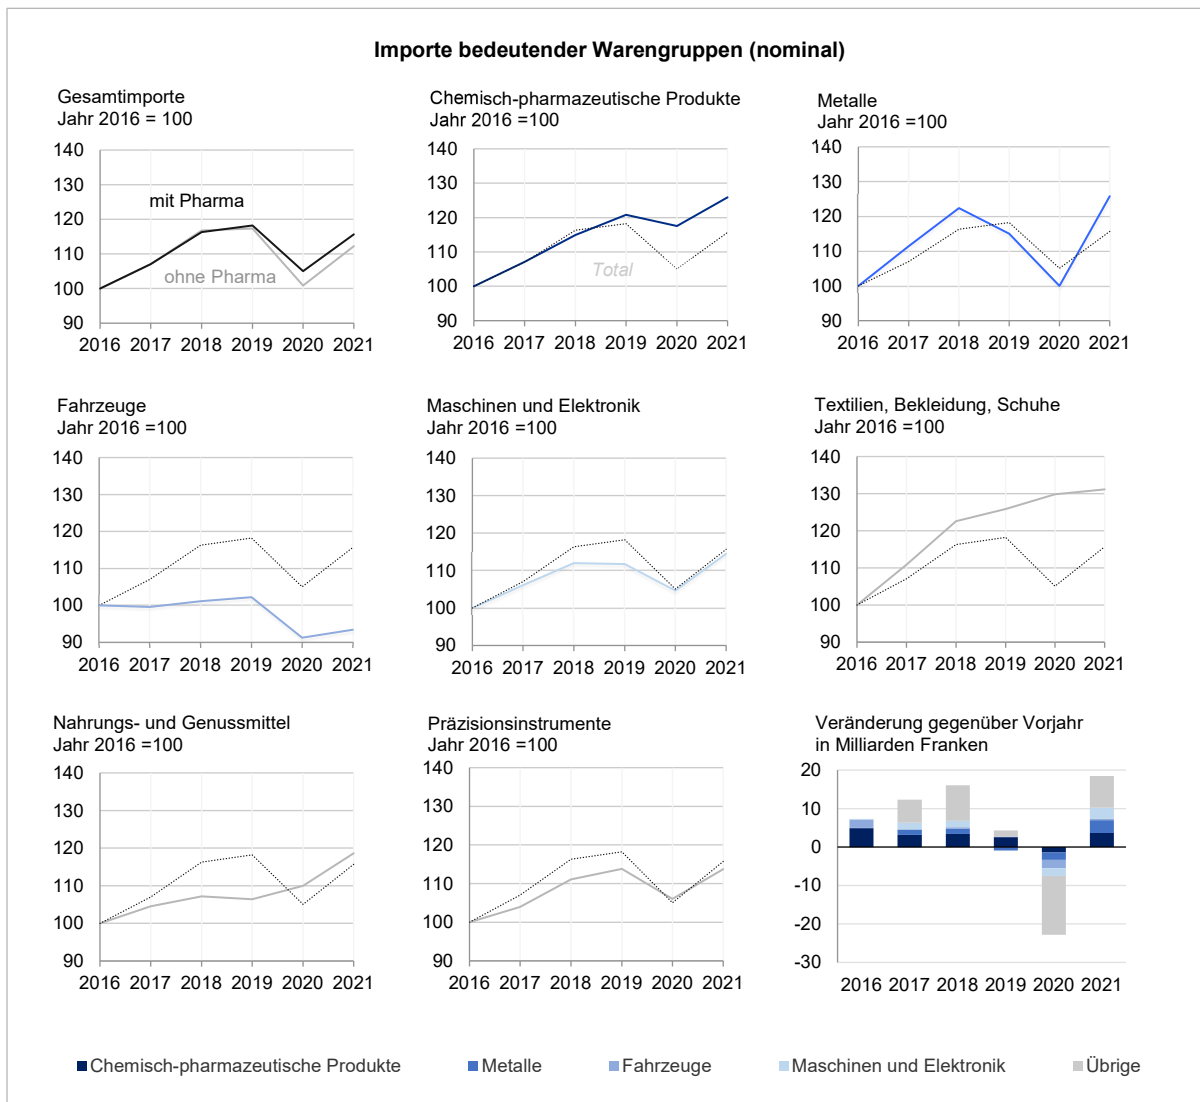 Importe bedeutender Warengruppen (nominal)
Gesamtimporte
Jahr 2016 = 100
140
130
120
110
100
90
mit Pharma
ohne Pharma
2016 2017 2018 2019 2020 2021
Chemisch-pharmazeutische Produkte
Jahr 2016 =100
140
130
120
110
100
90
Total
2016 2017 2018 2019 2020 2021
Metalle
Jahr 2016 =100
140
130
120
110
100
90
2016 2017 2018 2019 2020 2021
Fahrzeuge
Jahr 2016 =100
140
130
120
110
100
90
2016 2017 2018 2019 2020 2021
Maschinen und Elektronik
Jahr 2016 =100
140
130
120
110
100
90
2016 2017 2018 2019 2020 2021
Textilien, Bekleidung, Schuhe
Jahr 2016 =100
140
130
120
110
100
90
2016 2017 2018 2019 2020 2021
Nahrungs- und Genussmittel
Jahr 2016 =100
140
130
120
110
100
90
2016 2017 2018 2019 2020 2021
Präzisionsinstrumente
Jahr 2016 =100
140
130
120
110
100
90
2016 2017 2018 2019 2020 2021
Veränderung gegenüber Vorjahr
in Milliarden Franken
20
10
0
-10
-20
-30
2016 2017 2018 2019 2020 2021
Chemisch-pharmazeutische Produkte Metalle Fahrzeuge Maschinen und Elektronik Übrige